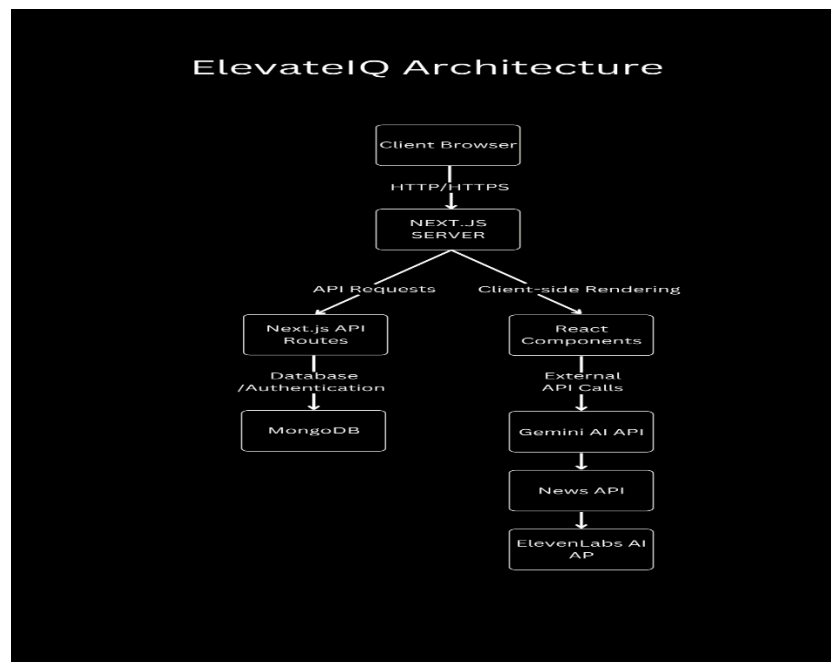 ElevateIQ Architecture
Client Browser
HTTP/HTTPS
NEXT.JS
SERVER
API Requests
Client-side Rendering
Next.js API
Routes
React
Components
Database
/Authentication
External
API Calls
MongoDB
Gemini AI API
News API
ElevenLabs AI
AP